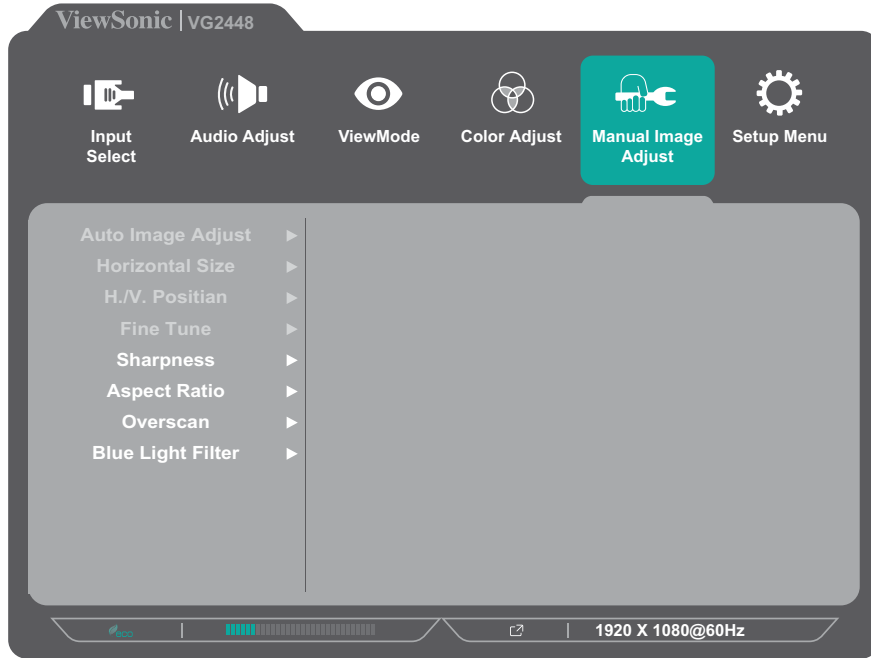 ViewSonic | VG2448
Input
Select
Audio Adjust
ViewMode
Color Adjust
Manual Image
Adjust
Setup Menu
Auto Image Adjust
Horizontal Size
H./V. Positian
Fine Tune
Sharpness
Aspect Ratio
Overscan
Blue Light Filter
ECO
1920 X 1080@60Hz